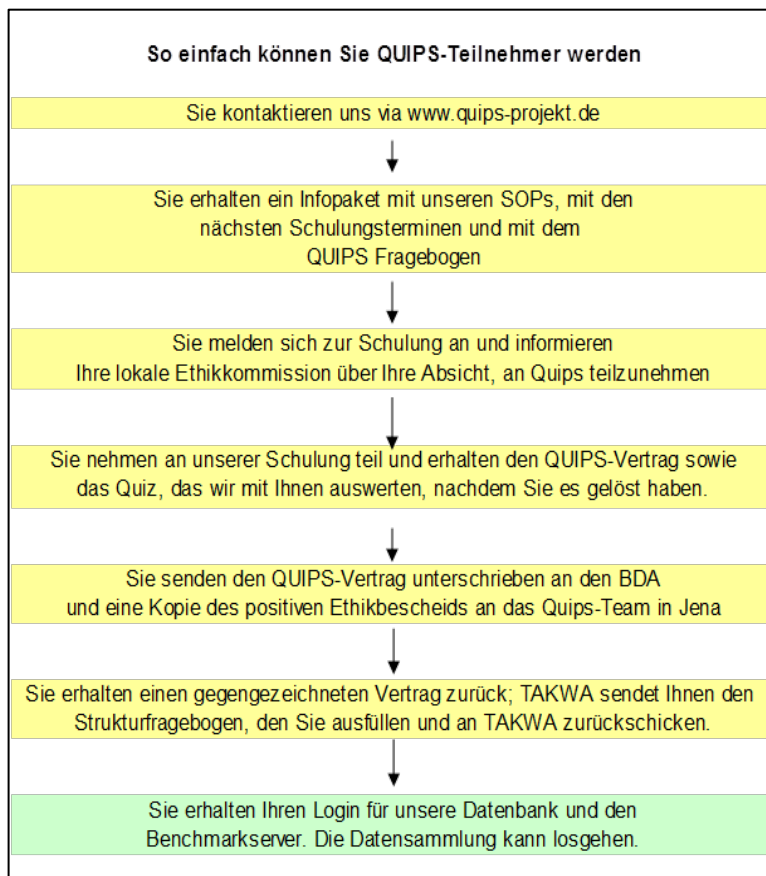 So einfach können Sie QUIPS-Teilnehmer werden
Sie kontaktieren uns via www.quips-projekt.de
Sie erhalten ein Infopaket mit unseren SOPs, mit den
nächsten Schulungsterminen und mit dem
QUIPS Fragebogen
Sie melden sich zur Schulung an und informieren
Ihre lokale Ethikkommission über Ihre Absicht, an Quips teilzunehmen
Sie nehmen an unserer Schulung teil und erhalten den QUIPS-Vertrag sowie
das Quiz, das wir mit Ihnen auswerten, nachdem Sie es gelöst haben.
Sie senden den QUIPS-Vertrag unterschrieben an den BDA
und eine Kopie des positiven Ethikbescheids an das Quips-Team in Jena
Sie erhalten einen gegengezeichneten Vertrag zurück; TAKWA sendet Ihnen den
Strukturfragebogen, den Sie ausfüllen und an TAKWA zurückschicken.
Sie erhalten Ihren Login für unsere Datenbank und den
Benchmarkserver. Die Datensammlung kann losgehen.